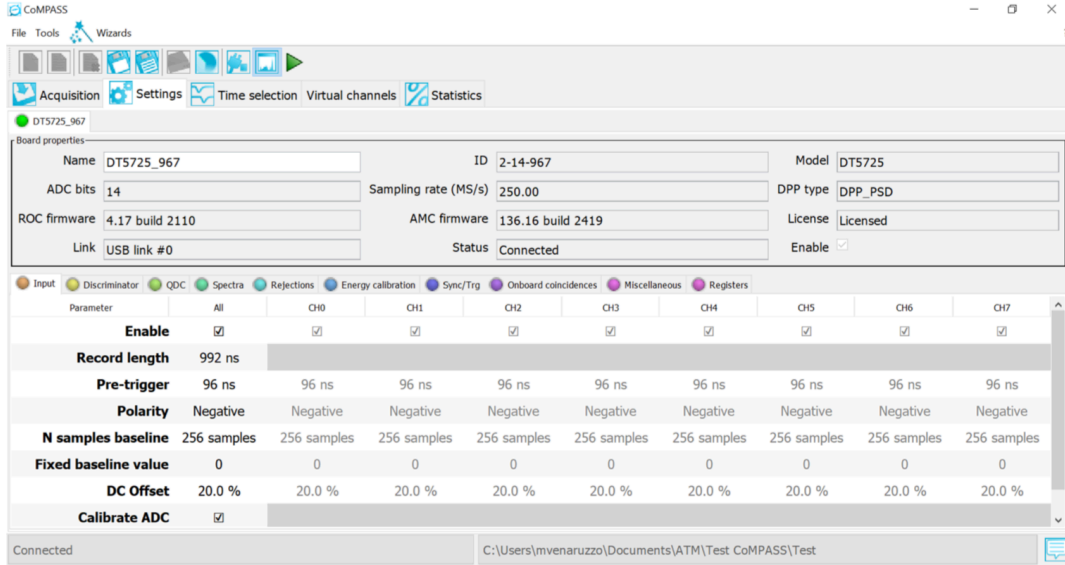 CoMPASS
File Tools Wizards
Acquisition Settings Time selection Virtual channels Statistics
DT5725_967
Board properties
Name DT5725_967 ID 2-14-967 Model DT5725
ADC bits 14 Sampling rate (MS/s) 250.00 DPP type DPP_PSD
ROC firmware 4.17 build 2110 AMC firmware 136.16 build 2419 License Licensed
Link USB link #0 Status Connected Enable
Input Discriminator QDC Spectra Rejections Energy calibration Sync/Trg Onboard coincidences Miscellaneous Registers
Parameter All CH0 CH1 CH2 CH3 CH4 CH5 CH6 CH7
Enable
Record length 992 ns
Pre-trigger 96 ns 96 ns 96 ns 96 ns 96 ns 96 ns 96 ns 96 ns 96 ns
Polarity Negative Negative Negative Negative Negative Negative Negative Negative Negative
N samples baseline 256 samples 256 samples 256 samples 256 samples 256 samples 256 samples 256 samples 256 samples 256 samples
Fixed baseline value 0 0 0 0 0 0 0 0 0
DC Offset 20.0 % 20.0 % 20.0 % 20.0 % 20.0 % 20.0 % 20.0 % 20.0 % 20.0 %
Calibrate ADC
Connected C:\Users\mvenaruzzo\Documents\ATM\Test CoMPASS\Test